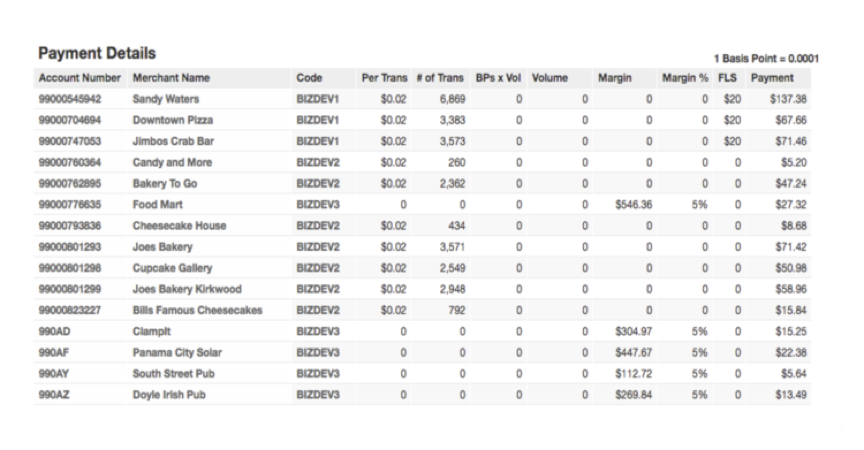 Payment Details
1 Basis Point = 0.0001
Account Number Merchant Name Code Per Trans # of Trans BPs x Vol Volume Margin Margin % FLS Payment
99000545942 Sandy Waters BIZDEV1 $0.02 6,869 0 0 0 0 $20 $137.38
99000704694 Downtown Pizza BIZDEV1 $0.02 3,383 0 0 0 0 $20 $67.66
99000747053 Jimbos Crab Bar BIZDEV1 $0.02 3,573 0 0 0 0 $20 $71.46
99000760364 Candy and More BIZDEV2 $0.02 260 0 0 0 0 0 $5.20
99000762895 Bakery To Go BIZDEV2 $0.02 2,362 0 0 0 0 0 $47.24
99000776635 Food Mart BIZDEV3 0 0 0 0 $546.36 5% 0 $27.32
99000793836 Cheesecake House BIZDEV2 $0.02 434 0 0 0 0 0 $8.68
99000801293 Joes Bakery BIZDEV2 $0.02 3,571 0 0 0 0 0 $71.42
99000801298 Cupcake Gallery BIZDEV2 $0.02 2,549 0 0 0 0 0 $50.98
99000801299 Joes Bakery Kirkwood BIZDEV2 $0.02 2,948 0 0 0 0 0 $58.96
99000823227 Bills Famous Cheesecakes BIZDEV2 $0.02 792 0 0 0 0 0 $15.84
990AD Clampit BIZDEV3 0 0 0 0 $304.97 5% 0 $15.25
990AF Panama City Solar BIZDEV3 0 0 0 0 $447.67 5% 0 $22.38
990AY South Street Pub BIZDEV3 0 0 0 0 $112.72 5% 0 $5.64
990AZ Doyle Irish Pub BIZDEV3 0 0 0 0 $269.84 5% 0 $13.49